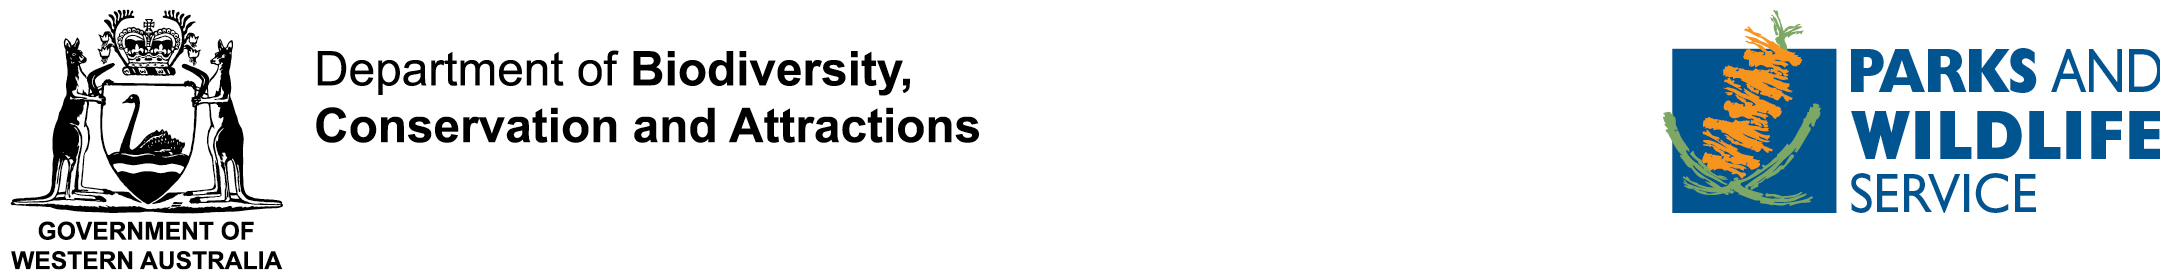 Department of Biodiversity,
Conservation and Attractions
GOVERNMENT OF
WESTERN AUSTRALIA
PARKS AND
WILDLIFE
SERVICE